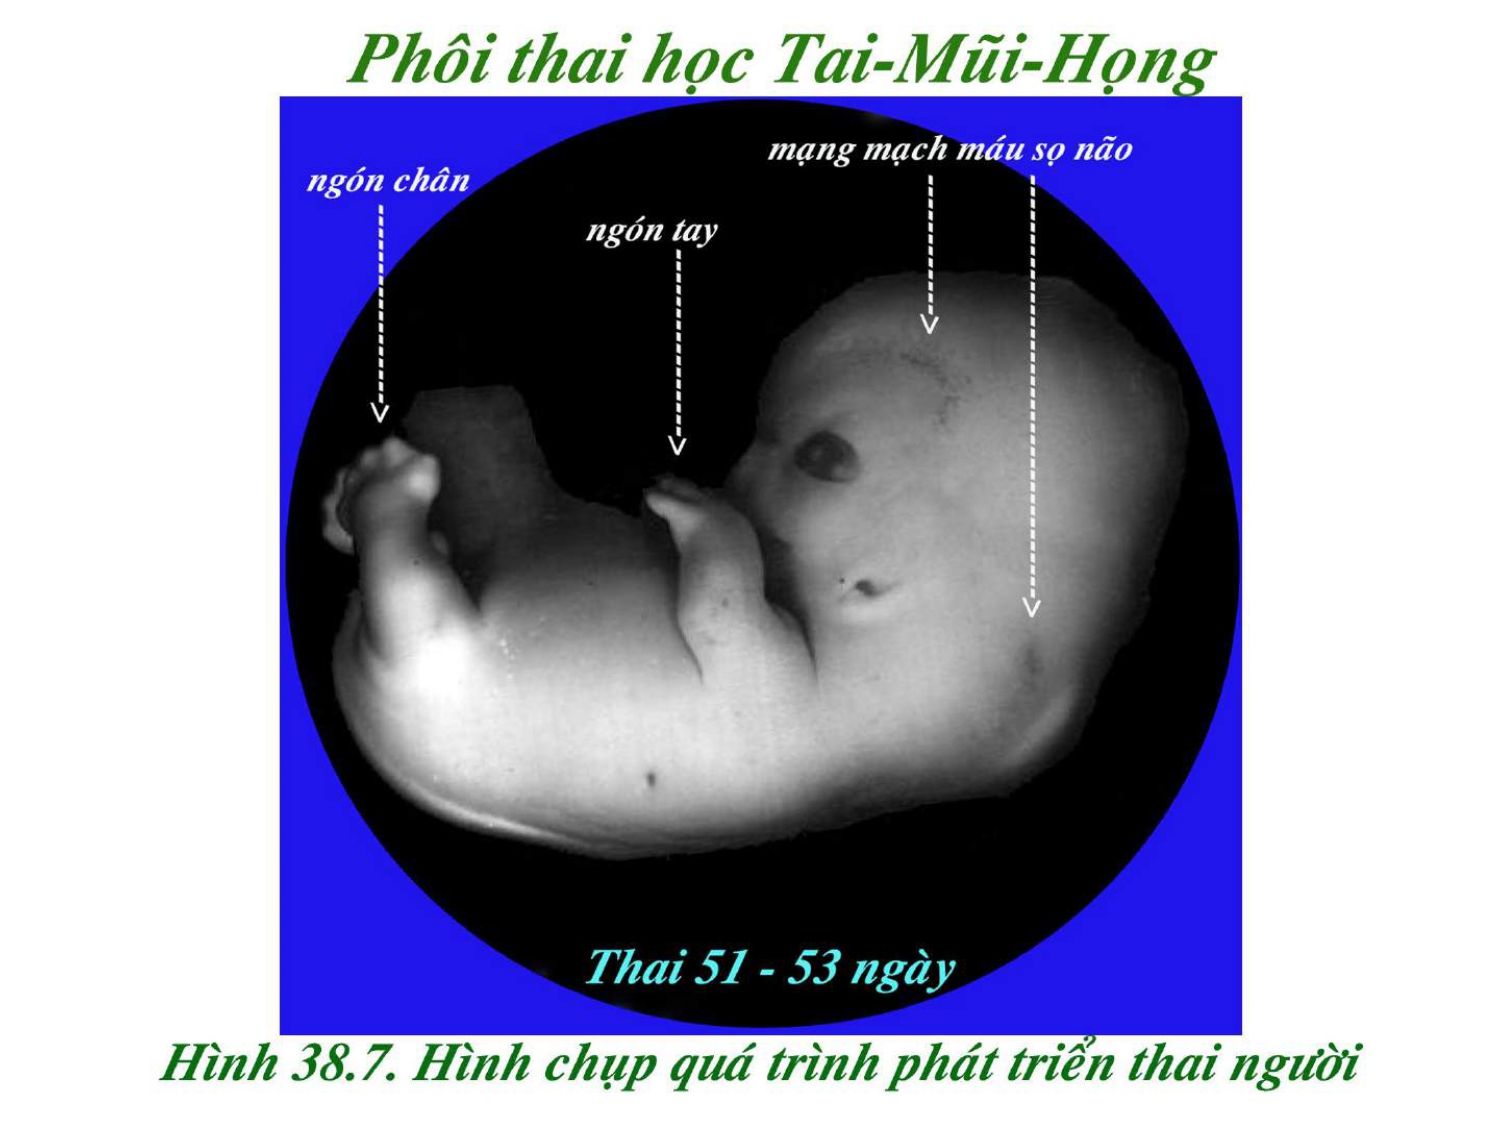 Phôi thai học Tai-Mũi-Họng
mạng mạch máu sọ não
ngón chân
ngón tay
Thai 51 - 53 ngày
Hình 38.7. Hình chụp quá trình phát triển thai người